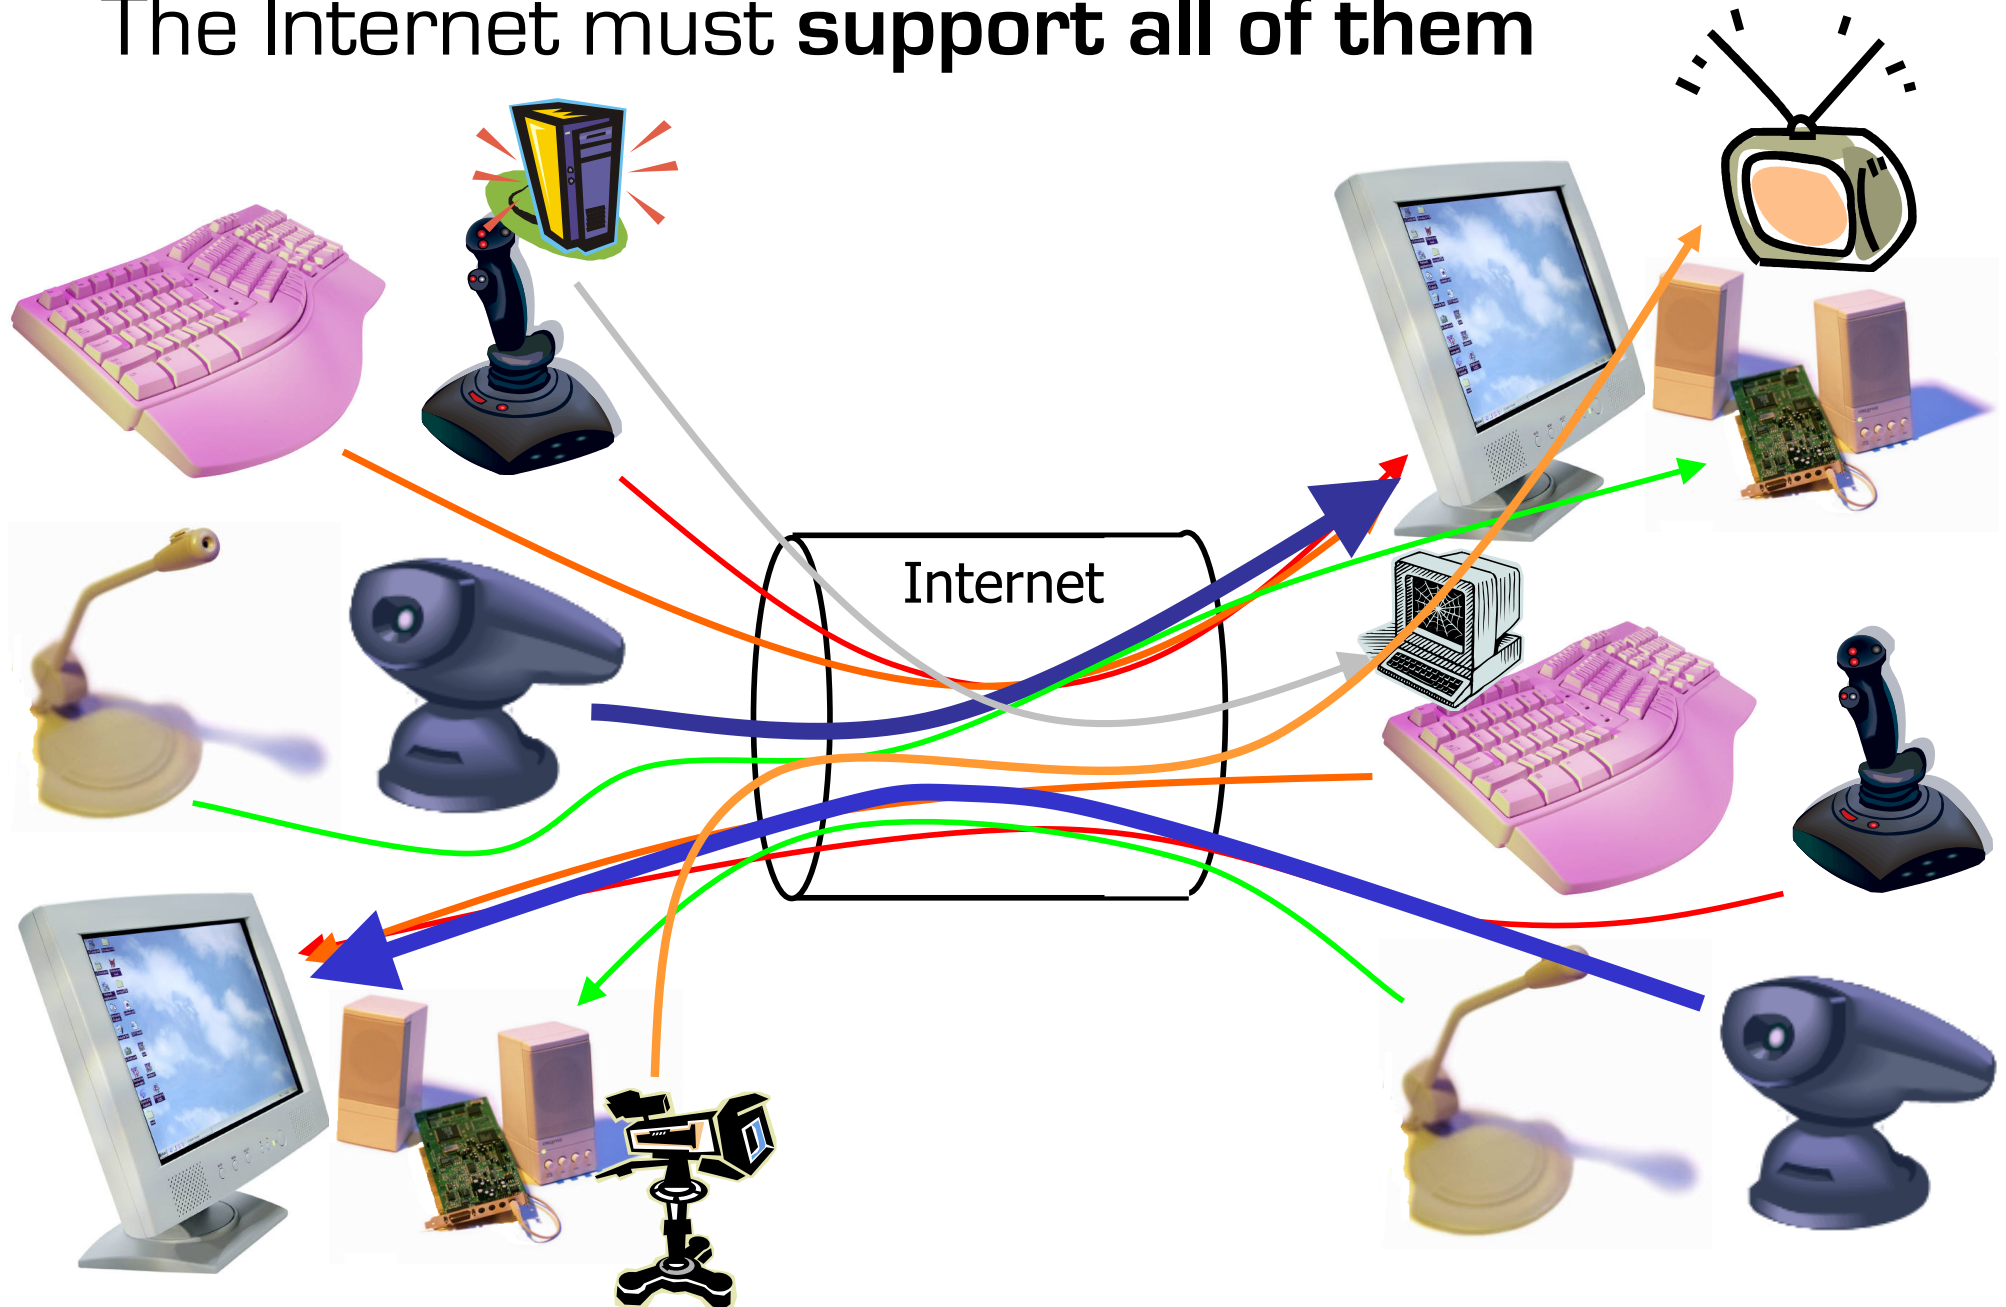 The Internet must support all of them
Internet